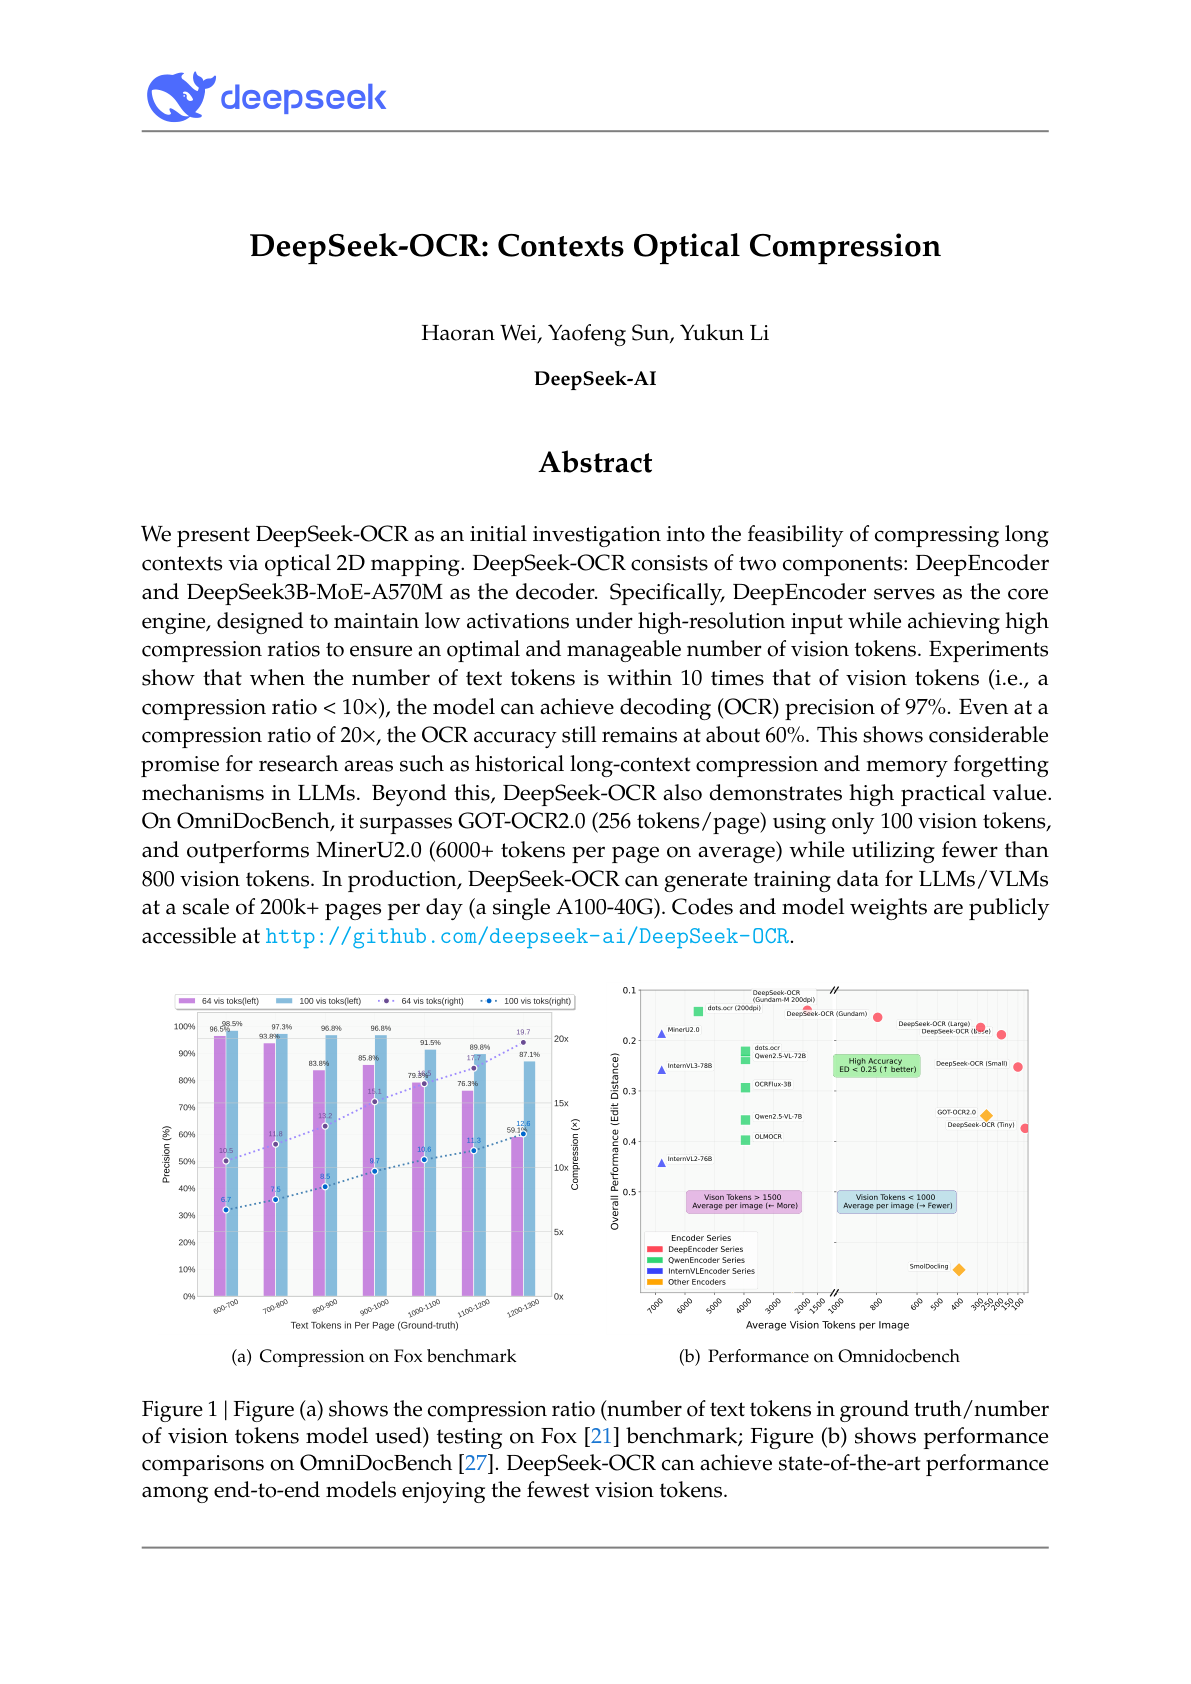 deepseek
DeepSeek-OCR: Contexts Optical Compression
Haoran Wei, Yaofeng Sun, Yukun Li
DeepSeek-AI
Abstract
We present DeepSeek-OCR as an initial investigation into the feasibility of compressing long
contexts via optical 2D mapping. DeepSeek-OCR consists of two components: DeepEncoder
and DeepSeek3B-MoE-A570M as the decoder. Specifically, DeepEncoder serves as the core
engine, designed to maintain low activations under high-resolution input while achieving high
compression ratios to ensure an optimal and manageable number of vision tokens. Experiments
show that when the number of text tokens is within 10 times that of vision tokens (i.e., a
compression ratio < 10×), the model can achieve decoding (OCR) precision of 97%. Even at a
compression ratio of 20×, the OCR accuracy still remains at about 60%. This shows considerable
promise for research areas such as historical long-context compression and memory forgetting
mechanisms in LLMs. Beyond this, DeepSeek-OCR also demonstrates high practical value.
On OmniDocBench, it surpasses GOT-OCR2.0 (256 tokens/page) using only 100 vision tokens,
and outperforms MinerU2.0 (6000+ tokens per page on average) while utilizing fewer than
800 vision tokens. In production, DeepSeek-OCR can generate training data for LLMs/VLMs
at a scale of 200k+ pages per day (a single A100-40G). Codes and model weights are publicly
accessible at http://github.com/deepseek-ai/DeepSeek-OCR.
64 vis toks(left) 100 vis toks(left) 64 vis toks(right) 100 vis toks(right)
Precision (%)
100%
90%
80%
70%
60%
50%
40%
30%
20%
10%
0%
96.5% 98.5% 93.8% 97.3% 83.8% 96.8% 85.8% 96.8% 79.3% 91.5% 76.3% 89.8% 59.1% 87.1%
10.5 11.8 13.2 15.1 16.5 17.7 19.7
6.7 7.5 8.5 9.7 10.6 11.3 12.6
20x
15x
10x
5x
0x
Compression (×)
600-700 700-800 800-900 900-1000 1000-1100 1100-1200 1200-1300
Text Tokens in Per Page (Ground-truth)
(a) Compression on Fox benchmark
Overall Performance (Edit Distance)
0.1
0.2
0.3
0.4
0.5
DeepSeek-OCR
(Gundam-M 200dpi)
dots.ocr (200dpi)
DeepSeek-OCR (Gundam)
DeepSeek-OCR (Large)
DeepSeek-OCR (Base)
MinerU2.0
dots.ocr
Qwen2.5-VL-72B
InternVL3-78B
High Accuracy
ED < 0.25 (↑ better)
DeepSeek-OCR (Small)
OCRFlux-3B
GOT-OCR2.0
Qwen2.5-VL-7B
DeepSeek-OCR (Tiny)
OLMOCR
InternVL2-76B
Vison Tokens > 1500
Average per image (← More)
Vision Tokens < 1000
Average per image (→ Fewer)
Encoder Series
DeepEncoder Series
QwenEncoder Series
InternVLEncoder Series
Other Encoders
SmolDocling
7000 6000 5000 4000 3000 2000 1500 1000 800 600 500 400 300 250 200 150 100
Average Vision Tokens per Image
(b) Performance on Omnidocbench
Figure 1 | Figure (a) shows the compression ratio (number of text tokens in ground truth/number
of vision tokens model used) testing on Fox [21] benchmark; Figure (b) shows performance
comparisons on OmniDocBench [27]. DeepSeek-OCR can achieve state-of-the-art performance
among end-to-end models enjoying the fewest vision tokens.